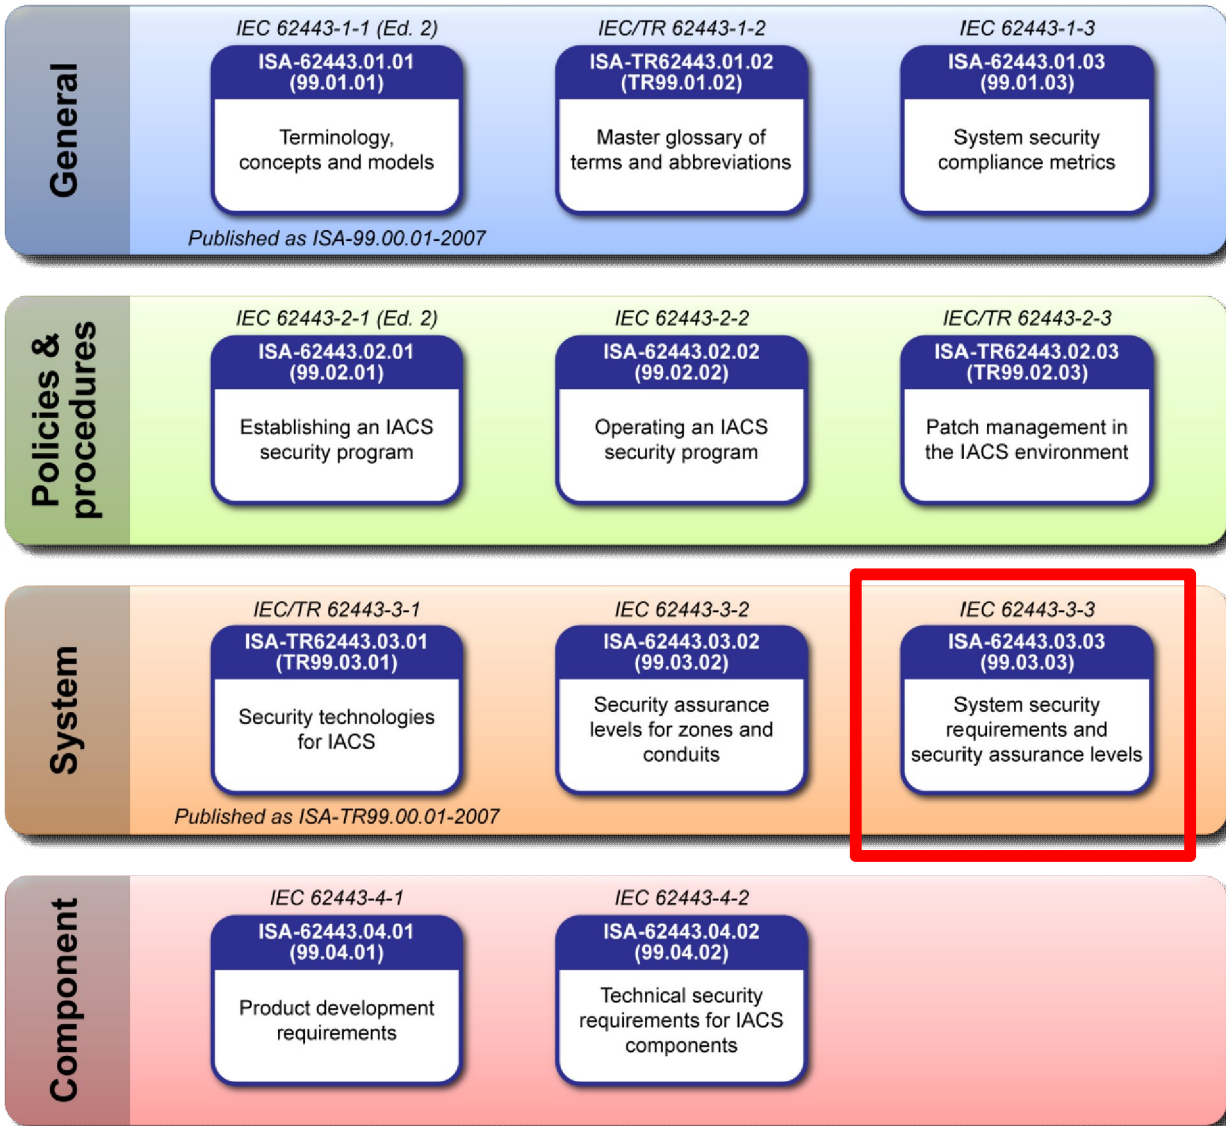 General
IEC 62443-1-1 (Ed. 2)
ISA-62443.01.01
(99.01.01)
Terminology,
concepts and models
Published as ISA-99.00.01-2007
IEC/TR 62443-1-2
ISA-TR62443.01.02
(TR99.01.02)
Master glossary of
terms and abbreviations
IEC 62443-1-3
ISA-62443.01.03
(99.01.03)
System security
compliance metrics
Policies &
procedures
IEC 62443-2-1 (Ed. 2)
ISA-62443.02.01
(99.02.01)
Establishing an IACS
security program
IEC 62443-2-2
ISA-62443.02.02
(99.02.02)
Operating an IACS
security program
IEC/TR 62443-2-3
ISA-TR62443.02.03
(TR99.02.03)
Patch management in
the IACS environment
System
IEC/TR 62443-3-1
ISA-TR62443.03.01
(TR99.03.01)
Security technologies
for IACS
Published as ISA-TR99.00.01-2007
IEC 62443-3-2
ISA-62443.03.02
(99.03.02)
Security assurance
levels for zones and
conduits
IEC 62443-3-3
ISA-62443.03.03
(99.03.03)
System security
requirements and
security assurance levels
Component
IEC 62443-4-1
ISA-62443.04.01
(99.04.01)
Product development
requirements
IEC 62443-4-2
ISA-62443.04.02
(99.04.02)
Technical security
requirements for IACS
components